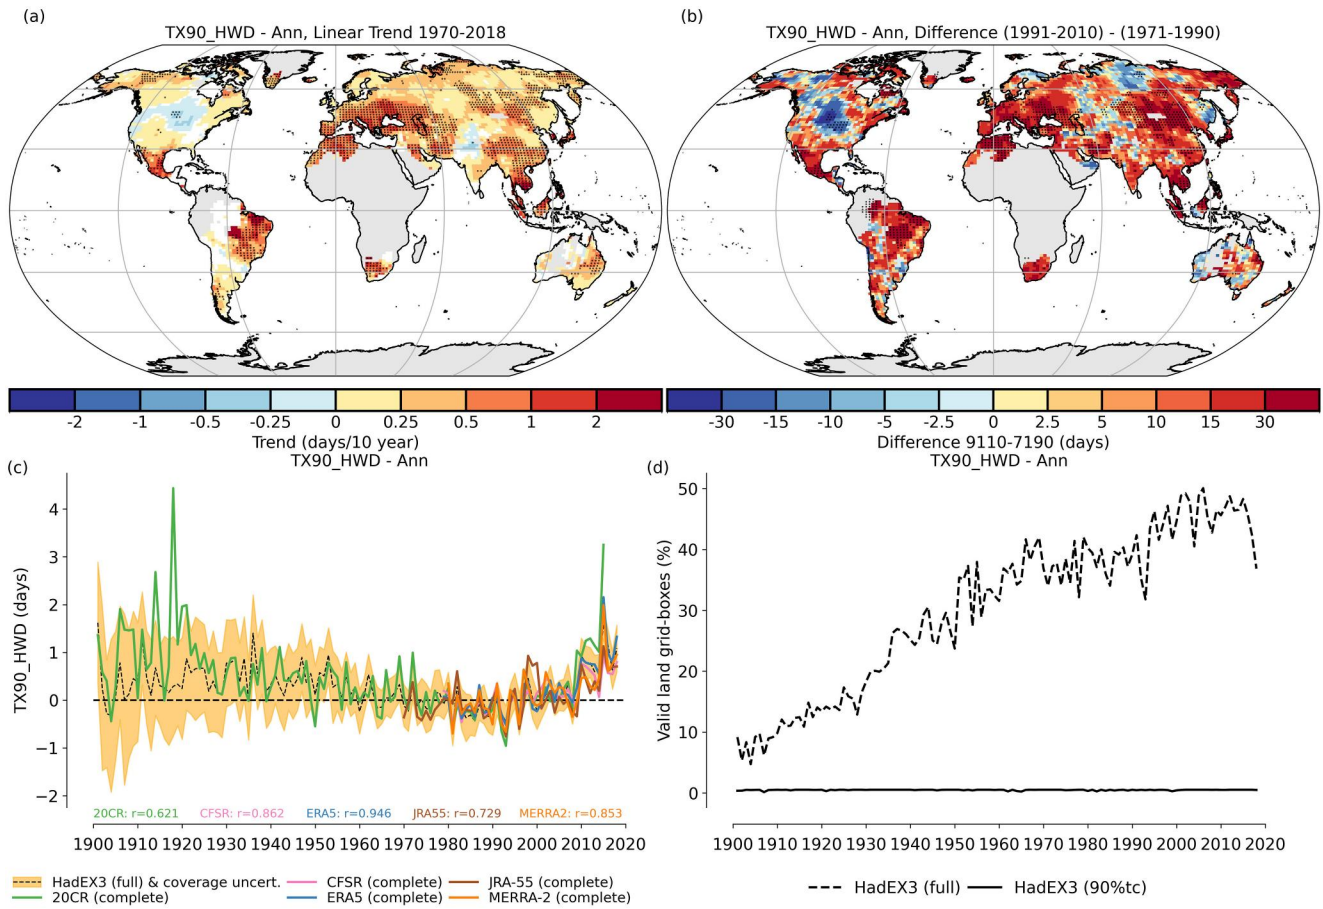 (a)
TX90_HWD - Ann, Linear Trend 1970-2018
-2 -1 -0.5 -0.25 0 0.25 0.5 1 2
Trend (days/10 year)
(b)
TX90_HWD - Ann, Difference (1991-2010) - (1971-1990)
-30 -15 -10 -5 -2.5 0 2.5 5 10 15 30
Difference 9110-7190 (days)
(c)
TX90_HWD - Ann
TX90_HWD (days)
4
3
2
1
0
−1
−2
20CR: r=0.621 CFSR: r=0.862 ERA5: r=0.946 JRA55: r=0.729 MERRA2: r=0.853
1900 1910 1920 1930 1940 1950 1960 1970 1980 1990 2000 2010 2020
HadEX3 (full) & coverage uncert.
20CR (complete)
CFSR (complete)
ERA5 (complete)
JRA-55 (complete)
MERRA-2 (complete)
(d)
TX90_HWD - Ann
Valid land grid-boxes (%)
50
40
30
20
10
0
1900 1910 1920 1930 1940 1950 1960 1970 1980 1990 2000 2010 2020
HadEX3 (full) HadEX3 (90%tc)